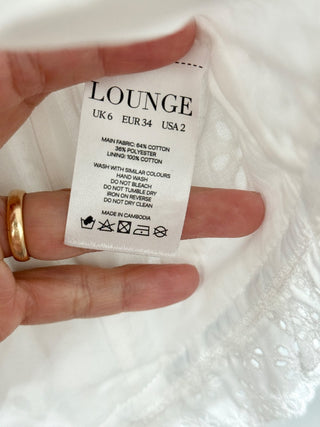 LOUNGE
UK 6 EUR 34 USA 2
MAIN FABRIC: 64% COTTON
36% POLYESTER
LINING: 100% COTTON
WASH WITH SIMILAR COLOURS
HAND WASH
DO NOT BLEACH
DO NOT TUMBLE DRY
IRON ON REVERSE
DO NOT DRY CLEAN
MADE IN CAMBODIA